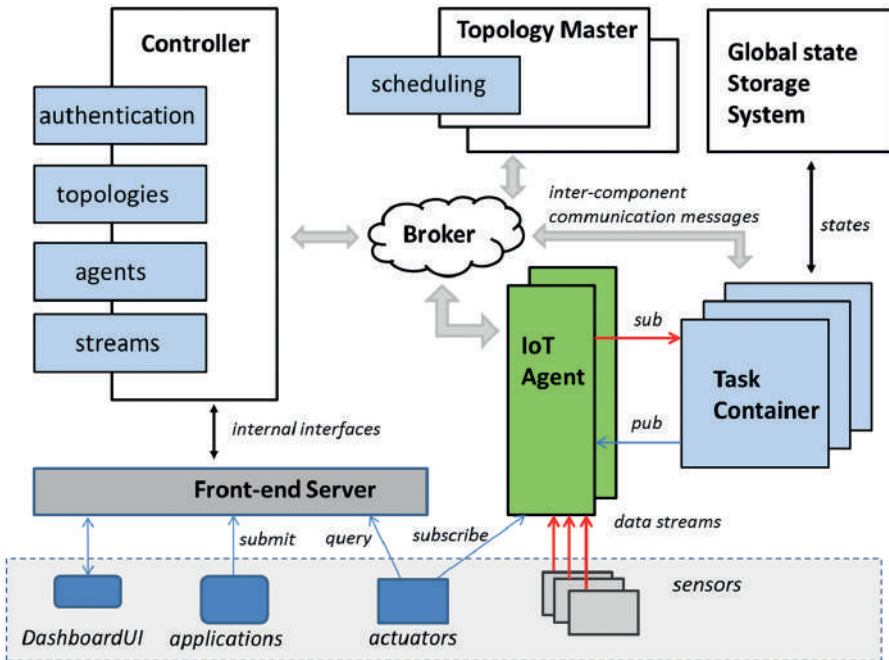 Controller
authentication
topologies
agents
streams
Topology Master
scheduling
Global state
Storage
System
Broker
inter-component
communication messages
states
IoT
Agent
sub
pub
Task
Container
internal interfaces
Front-end Server
submit
query
subscribe
data streams
DashboardUI
applications
actuators
sensors